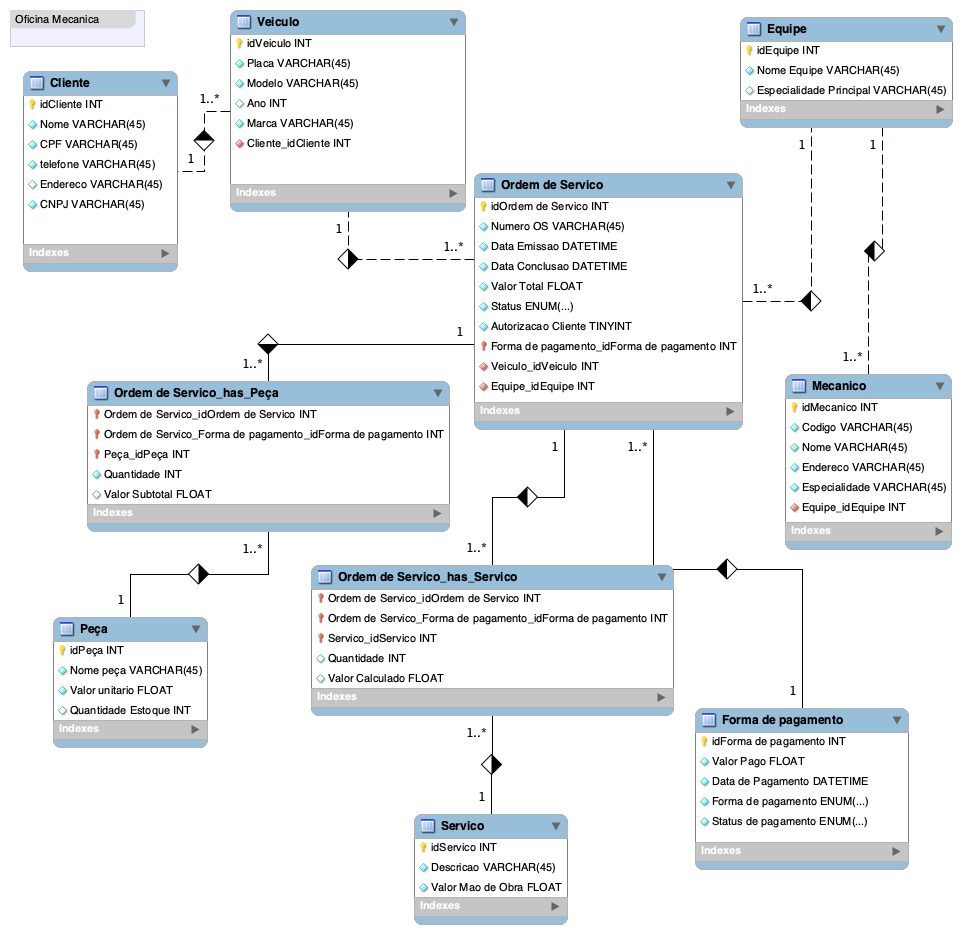 Oficina Mecanica
Cliente
idCliente INT
Nome VARCHAR(45)
CPF VARCHAR(45)
telefone VARCHAR(45)
Endereco VARCHAR(45)
CNPJ VARCHAR(45)
Indexes
1..*
1
Veiculo
idVeiculo INT
Placa VARCHAR(45)
Modelo VARCHAR(45)
Ano INT
Marca VARCHAR(45)
Cliente_idCliente INT
Indexes
1
1..*
Equipe
idEquipe INT
Nome Equipe VARCHAR(45)
Especialidade Principal VARCHAR(45)
Indexes
1
1
1..*
1..*
Ordem de Servico
idOrdem de Servico INT
Numero OS VARCHAR(45)
Data Emissao DATETIME
Data Conclusao DATETIME
Valor Total FLOAT
Status ENUM(...)
Autorizacao Cliente TINYINT
Forma de pagamento_idForma de pagamento INT
Veiculo_idVeiculo INT
Equipe_idEquipe INT
Indexes
1
1..*
1
1..*
Mecanico
idMecanico INT
Codigo VARCHAR(45)
Nome VARCHAR(45)
Endereco VARCHAR(45)
Especialidade VARCHAR(45)
Equipe_idEquipe INT
Indexes
Ordem de Servico_has_Peça
Ordem de Servico_idOrdem de Servico INT
Ordem de Servico_Forma de pagamento_idForma de pagamento INT
Peça_idPeça INT
Quantidade INT
Valor Subtotal FLOAT
Indexes
1..*
1
1..*
Peça
idPeça INT
Nome peça VARCHAR(45)
Valor unitario FLOAT
Quantidade Estoque INT
Indexes
Ordem de Servico_has_Servico
Ordem de Servico_idOrdem de Servico INT
Ordem de Servico_Forma de pagamento_idForma de pagamento INT
Servico_idServico INT
Quantidade INT
Valor Calculado FLOAT
Indexes
1..*
1
1
Forma de pagamento
idForma de pagamento INT
Valor Pago FLOAT
Data de Pagamento DATETIME
Forma de pagamento ENUM(...)
Status de pagamento ENUM(...)
Indexes
Servico
idServico INT
Descricao VARCHAR(45)
Valor Mao de Obra FLOAT
Indexes